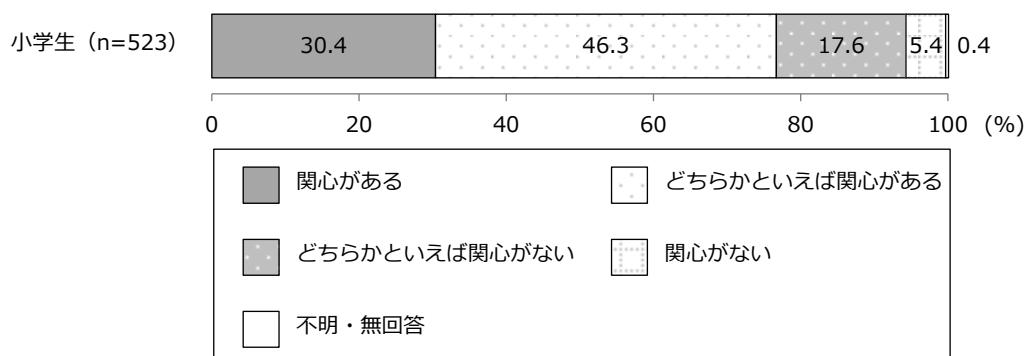 小学生（n=523）
30.4 46.3 17.6 5.4 0.4
0 20 40 60 80 100 (%)
関心がある どちらかといえば関心がある
どちらかといえば関心がない 関心がない
不明・無回答